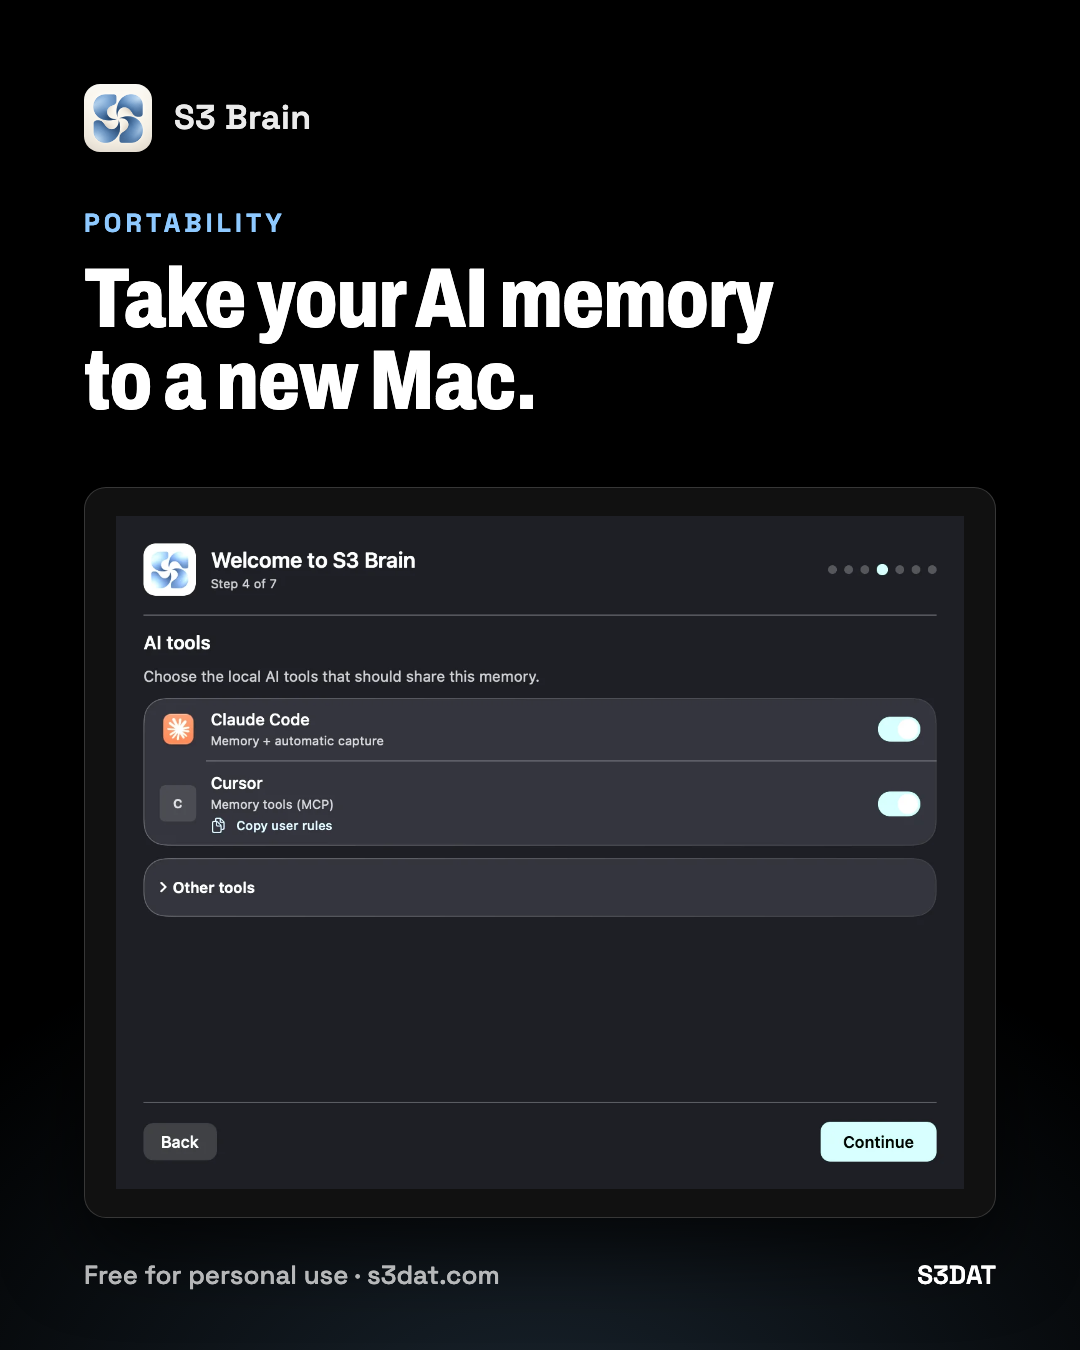 S3 Brain
PORTABILITY
Take your AI memory
to a new Mac.
Welcome to S3 Brain
Step 4 of 7
AI tools
Choose the local AI tools that should share this memory.
Claude Code
Memory + automatic capture
C
Cursor
Memory tools (MCP)
Copy user rules
Other tools
Back
Continue
Free for personal use · s3dat.com
S3DAT